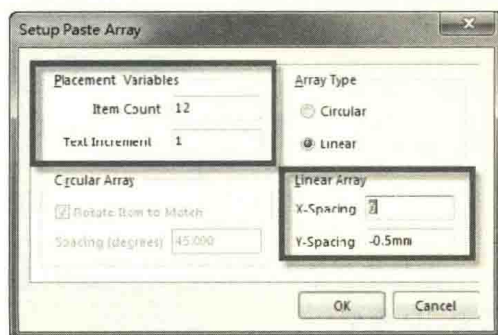 Setup Paste Array
Placement Variables
Item Count 12
Text Increment 1
Array Type
Circular
Linear
Circular Array
Rotate Item to Match
Spacing (degrees) 45.000
Linear Array
X-Spacing
Y-Spacing -0.5mm
OK Cancel